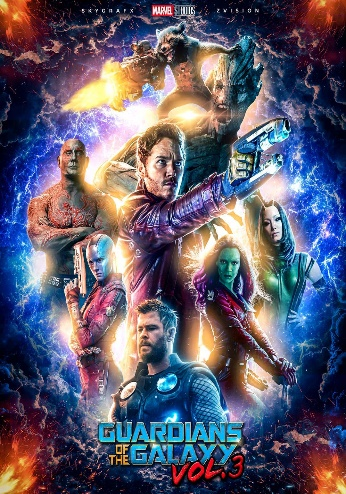 SKYGRAFX
MARVEL STUDIOS
ZVISION
GUARDIANS
OF THE GALAXY
VOL.3